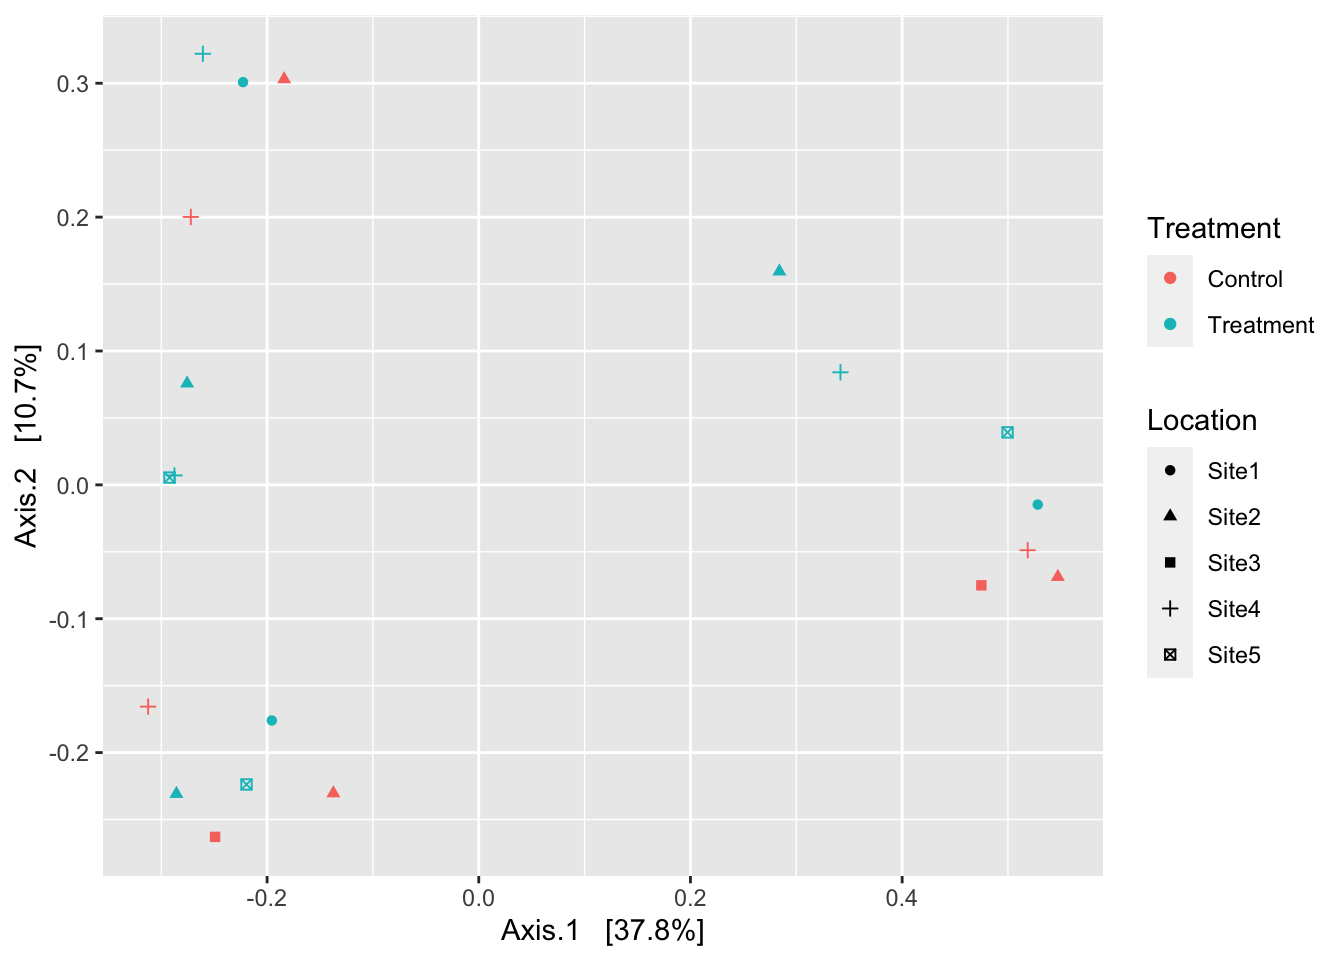 Axis.2   [10.7%]
0.3
0.2
0.1
0.0
-0.1
-0.2
-0.2
0.0
0.2
0.4
Axis.1   [37.8%]
Treatment
Control
Treatment
Location
Site1
Site2
Site3
Site4
Site5